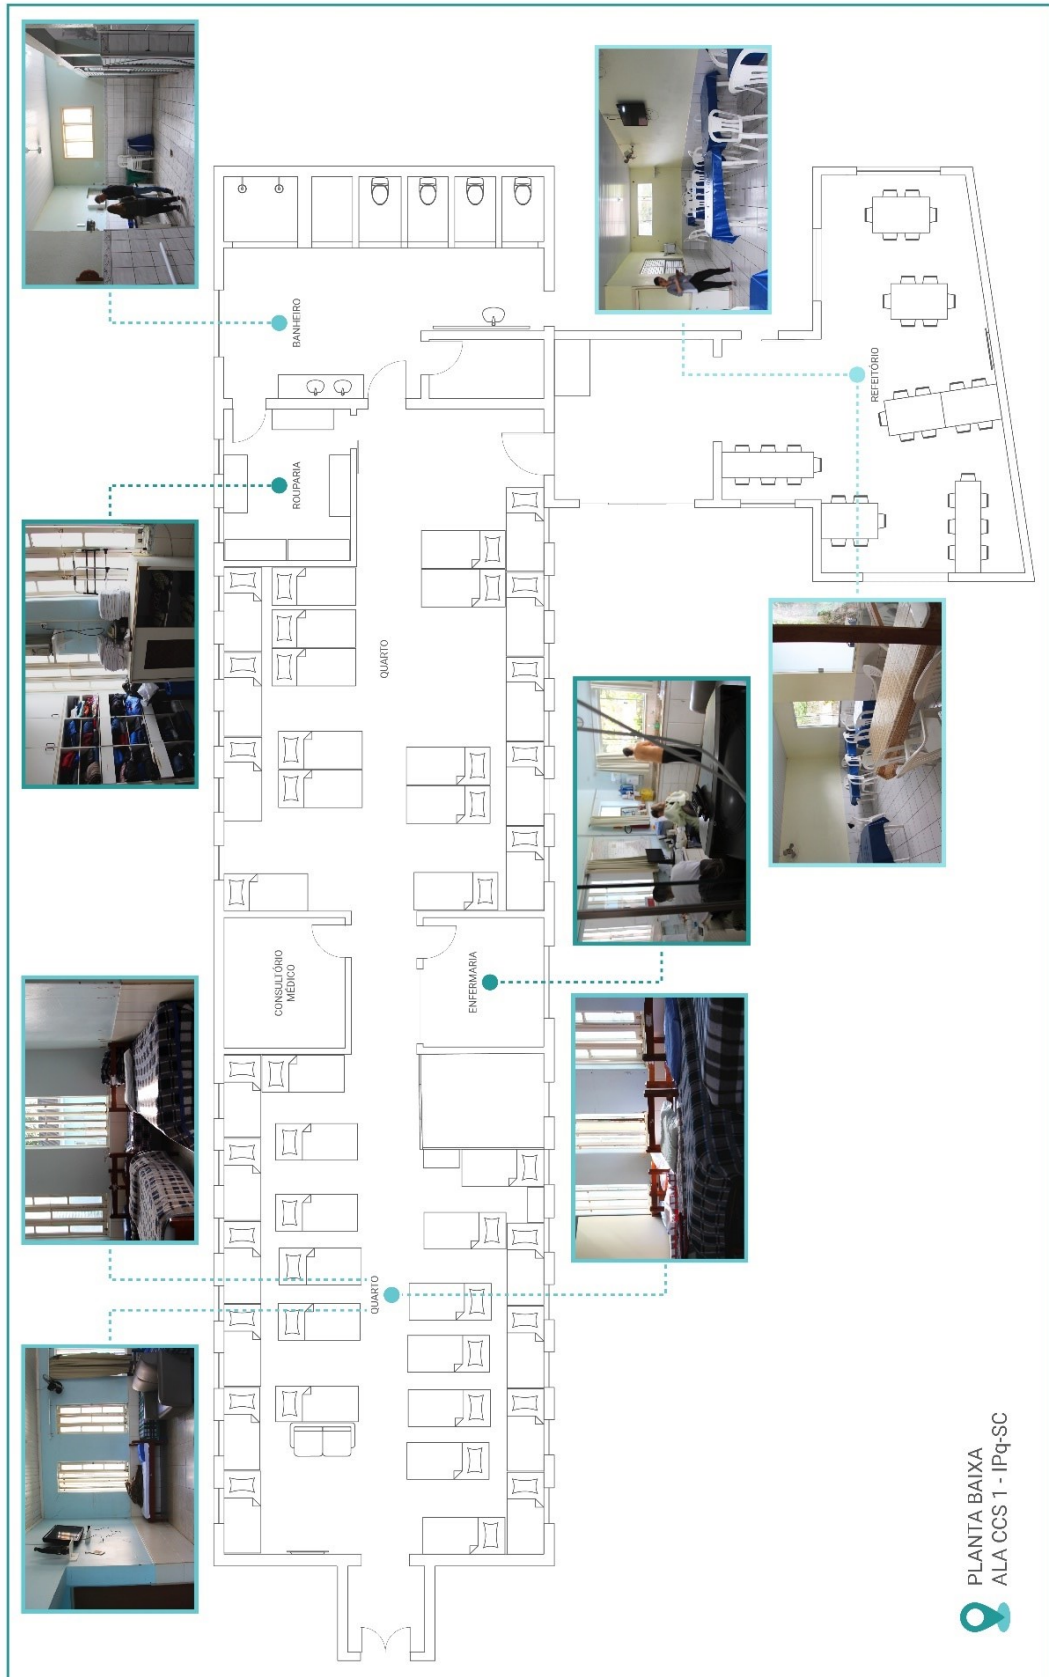 BANHEIRO
ROUPARIA
QUARTO
REFEITÓRIO
CONSULTÓRIO
MÉDICO
ENFERMARIA
QUARTO
PLANTA BAIXA
ALA CCS 1 - IPq-SC